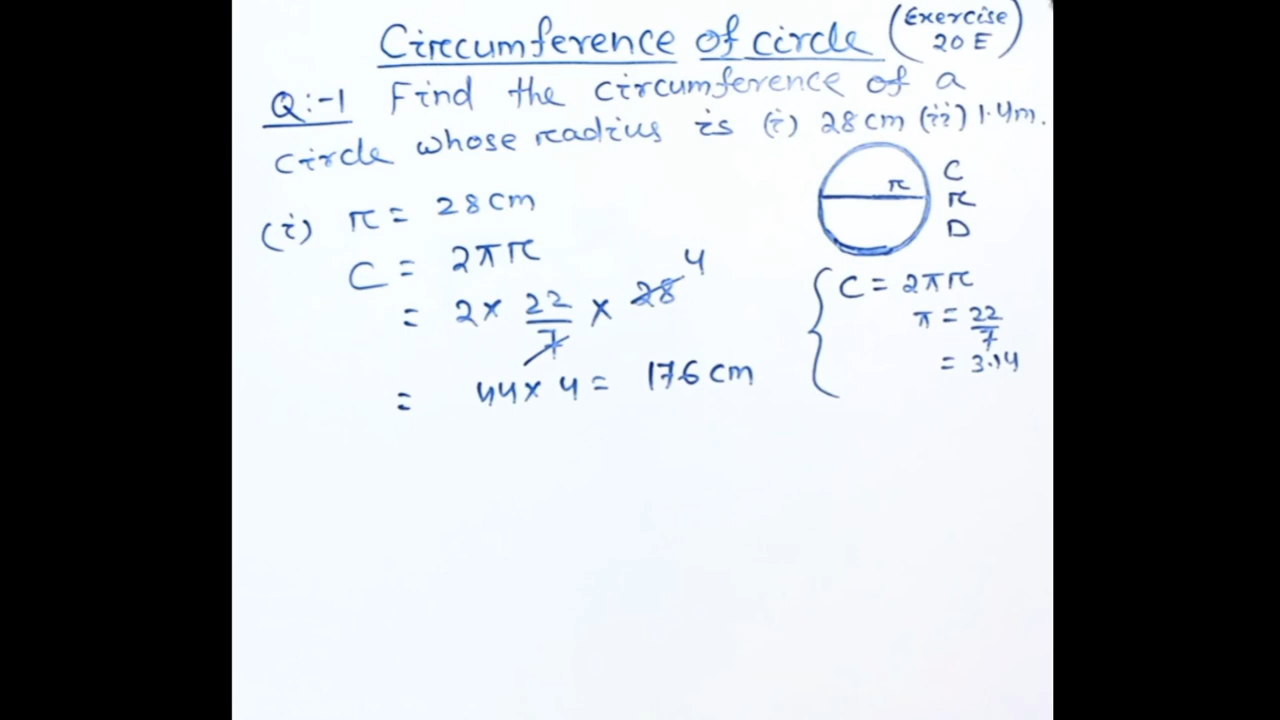 Circumference of circle (Exercise 20 E)
Q:-1 Find the circumference of a
circle whose radius is (i) 28 cm (ii) 1.4m.
r
C
r
D
(i) r = 28 cm
C = 2πr
= 2 × 22/7 × 28 4
= 44 × 4 = 176 cm
C = 2πr
π = 22/7
= 3.14